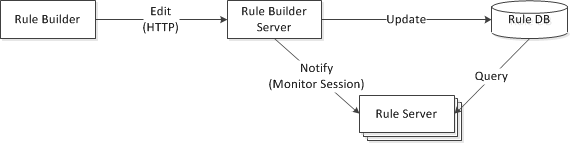 Rule Builder
Edit
(HTTP)
Rule Builder
Server
Update
Rule DB
Notify
(Monitor Session)
Query
Rule Server